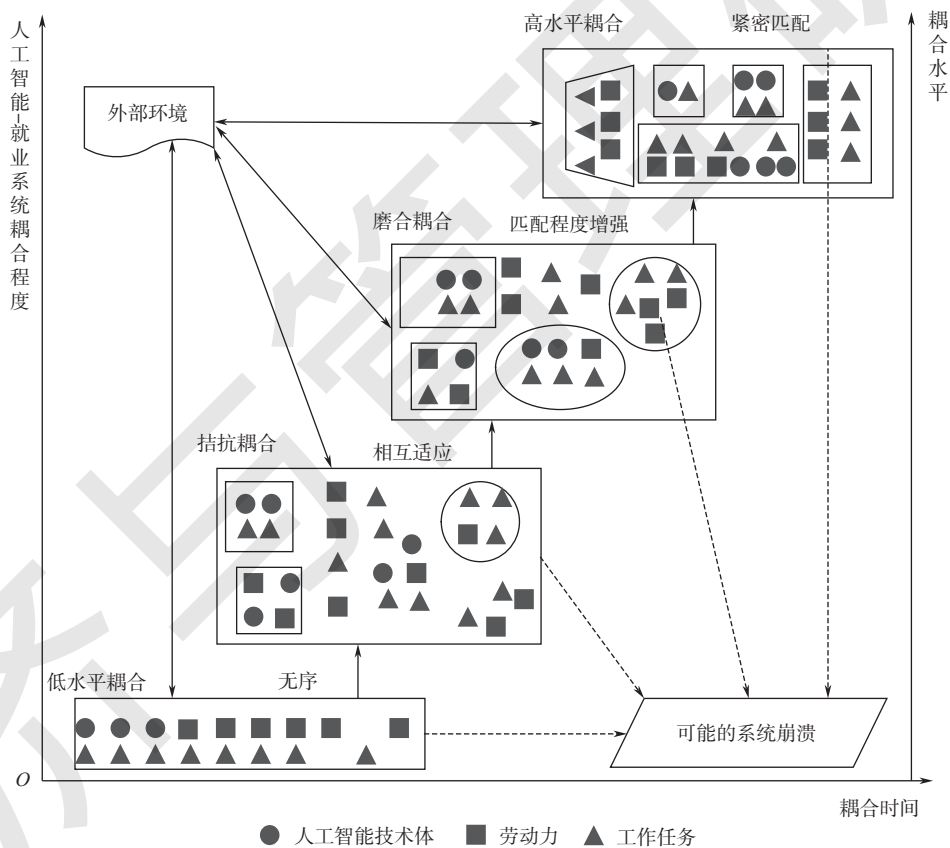 高水平耦合
紧密匹配
人工智能-就业系统耦合程度
耦合水平
外部环境
磨合耦合
匹配程度增强
拮抗耦合
相互适应
低水平耦合
无序
可能的系统崩溃
O
耦合时间
人工智能技术体
劳动力
工作任务